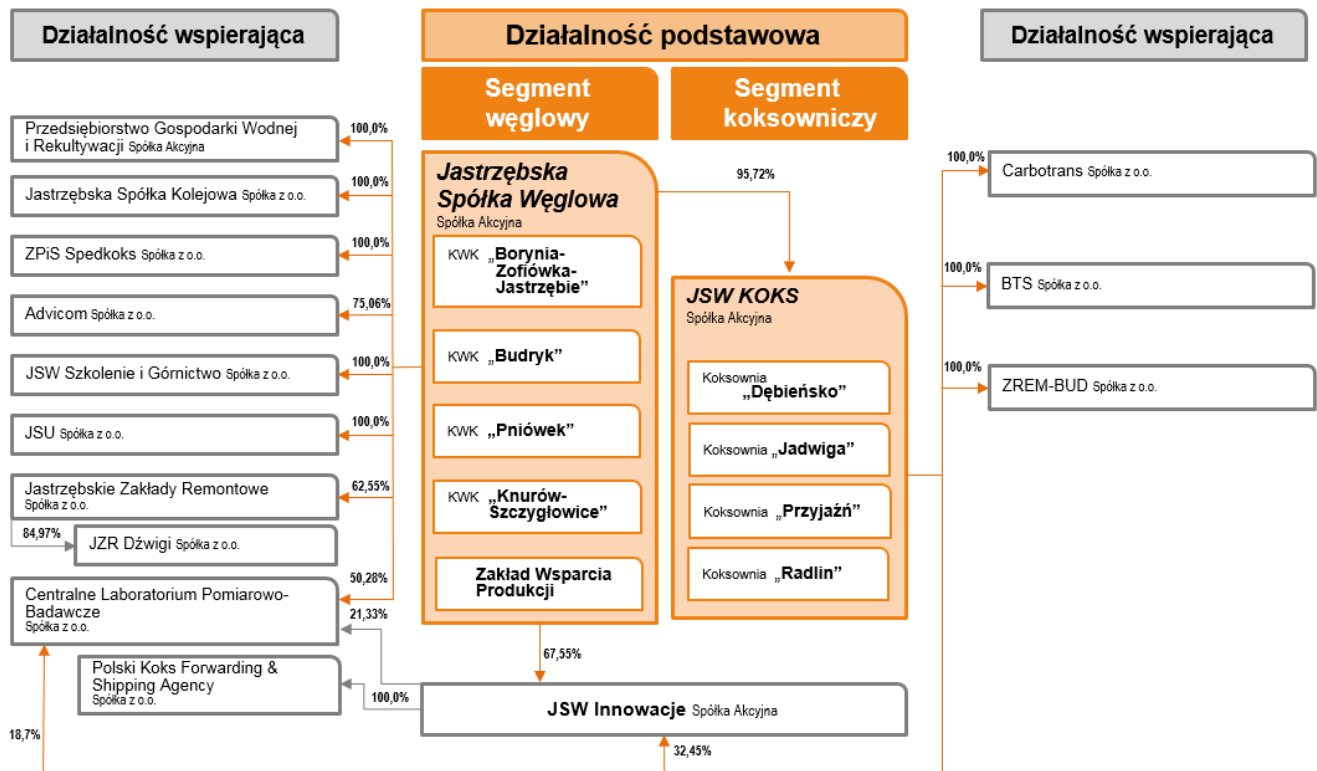 Działalność wspierająca
Działalność podstawowa
Działalność wspierająca
Segment
węglowy
Segment
koksowniczy
Przedsiębiorstwo Gospodarki Wodnej
i Rekultywacji Spółka Akcyjna
100,0%
Jastrzębska Spółka Kolejowa Spółka z o.o.
100,0%
ZPiS Spedkoks Spółka z o.o.
100,0%
Advicom Spółka z o.o.
75,06%
JSW Szkolenie i Górnictwo Spółka z o.o.
100,0%
JSU Spółka z o.o.
100,0%
Jastrzębskie Zakłady Remontowe
Spółka z o.o.
62,55%
84,97%
JZR Dźwigi Spółka z o.o.
Centralne Laboratorium Pomiarowo-
Badawcze
Spółka z o.o.
50,28%
21,33%
Polski Koks Forwarding &
Shipping Agency
Spółka z o.o.
100,0%
18,7%
Jastrzębska
Spółka Węglowa
Spółka Akcyjna
KWK „Borynia-
Zofiówka-
Jastrzębie”
KWK „Budryk”
KWK „Pniówek”
KWK „Knurów-
Szczygłowice”
Zakład Wsparcia
Produkcji
67,55%
95,72%
JSW KOKS
Spółka Akcyjna
Koksownia
„Dębieńsko”
Koksownia „Jadwiga”
Koksownia „Przyjaźń”
Koksownia „Radlin”
JSW Innowacje Spółka Akcyjna
32,45%
100,0%
Carbotrans Spółka z o.o.
100,0%
BTS Spółka z o.o.
100,0%
ZREM-BUD Spółka z o.o.